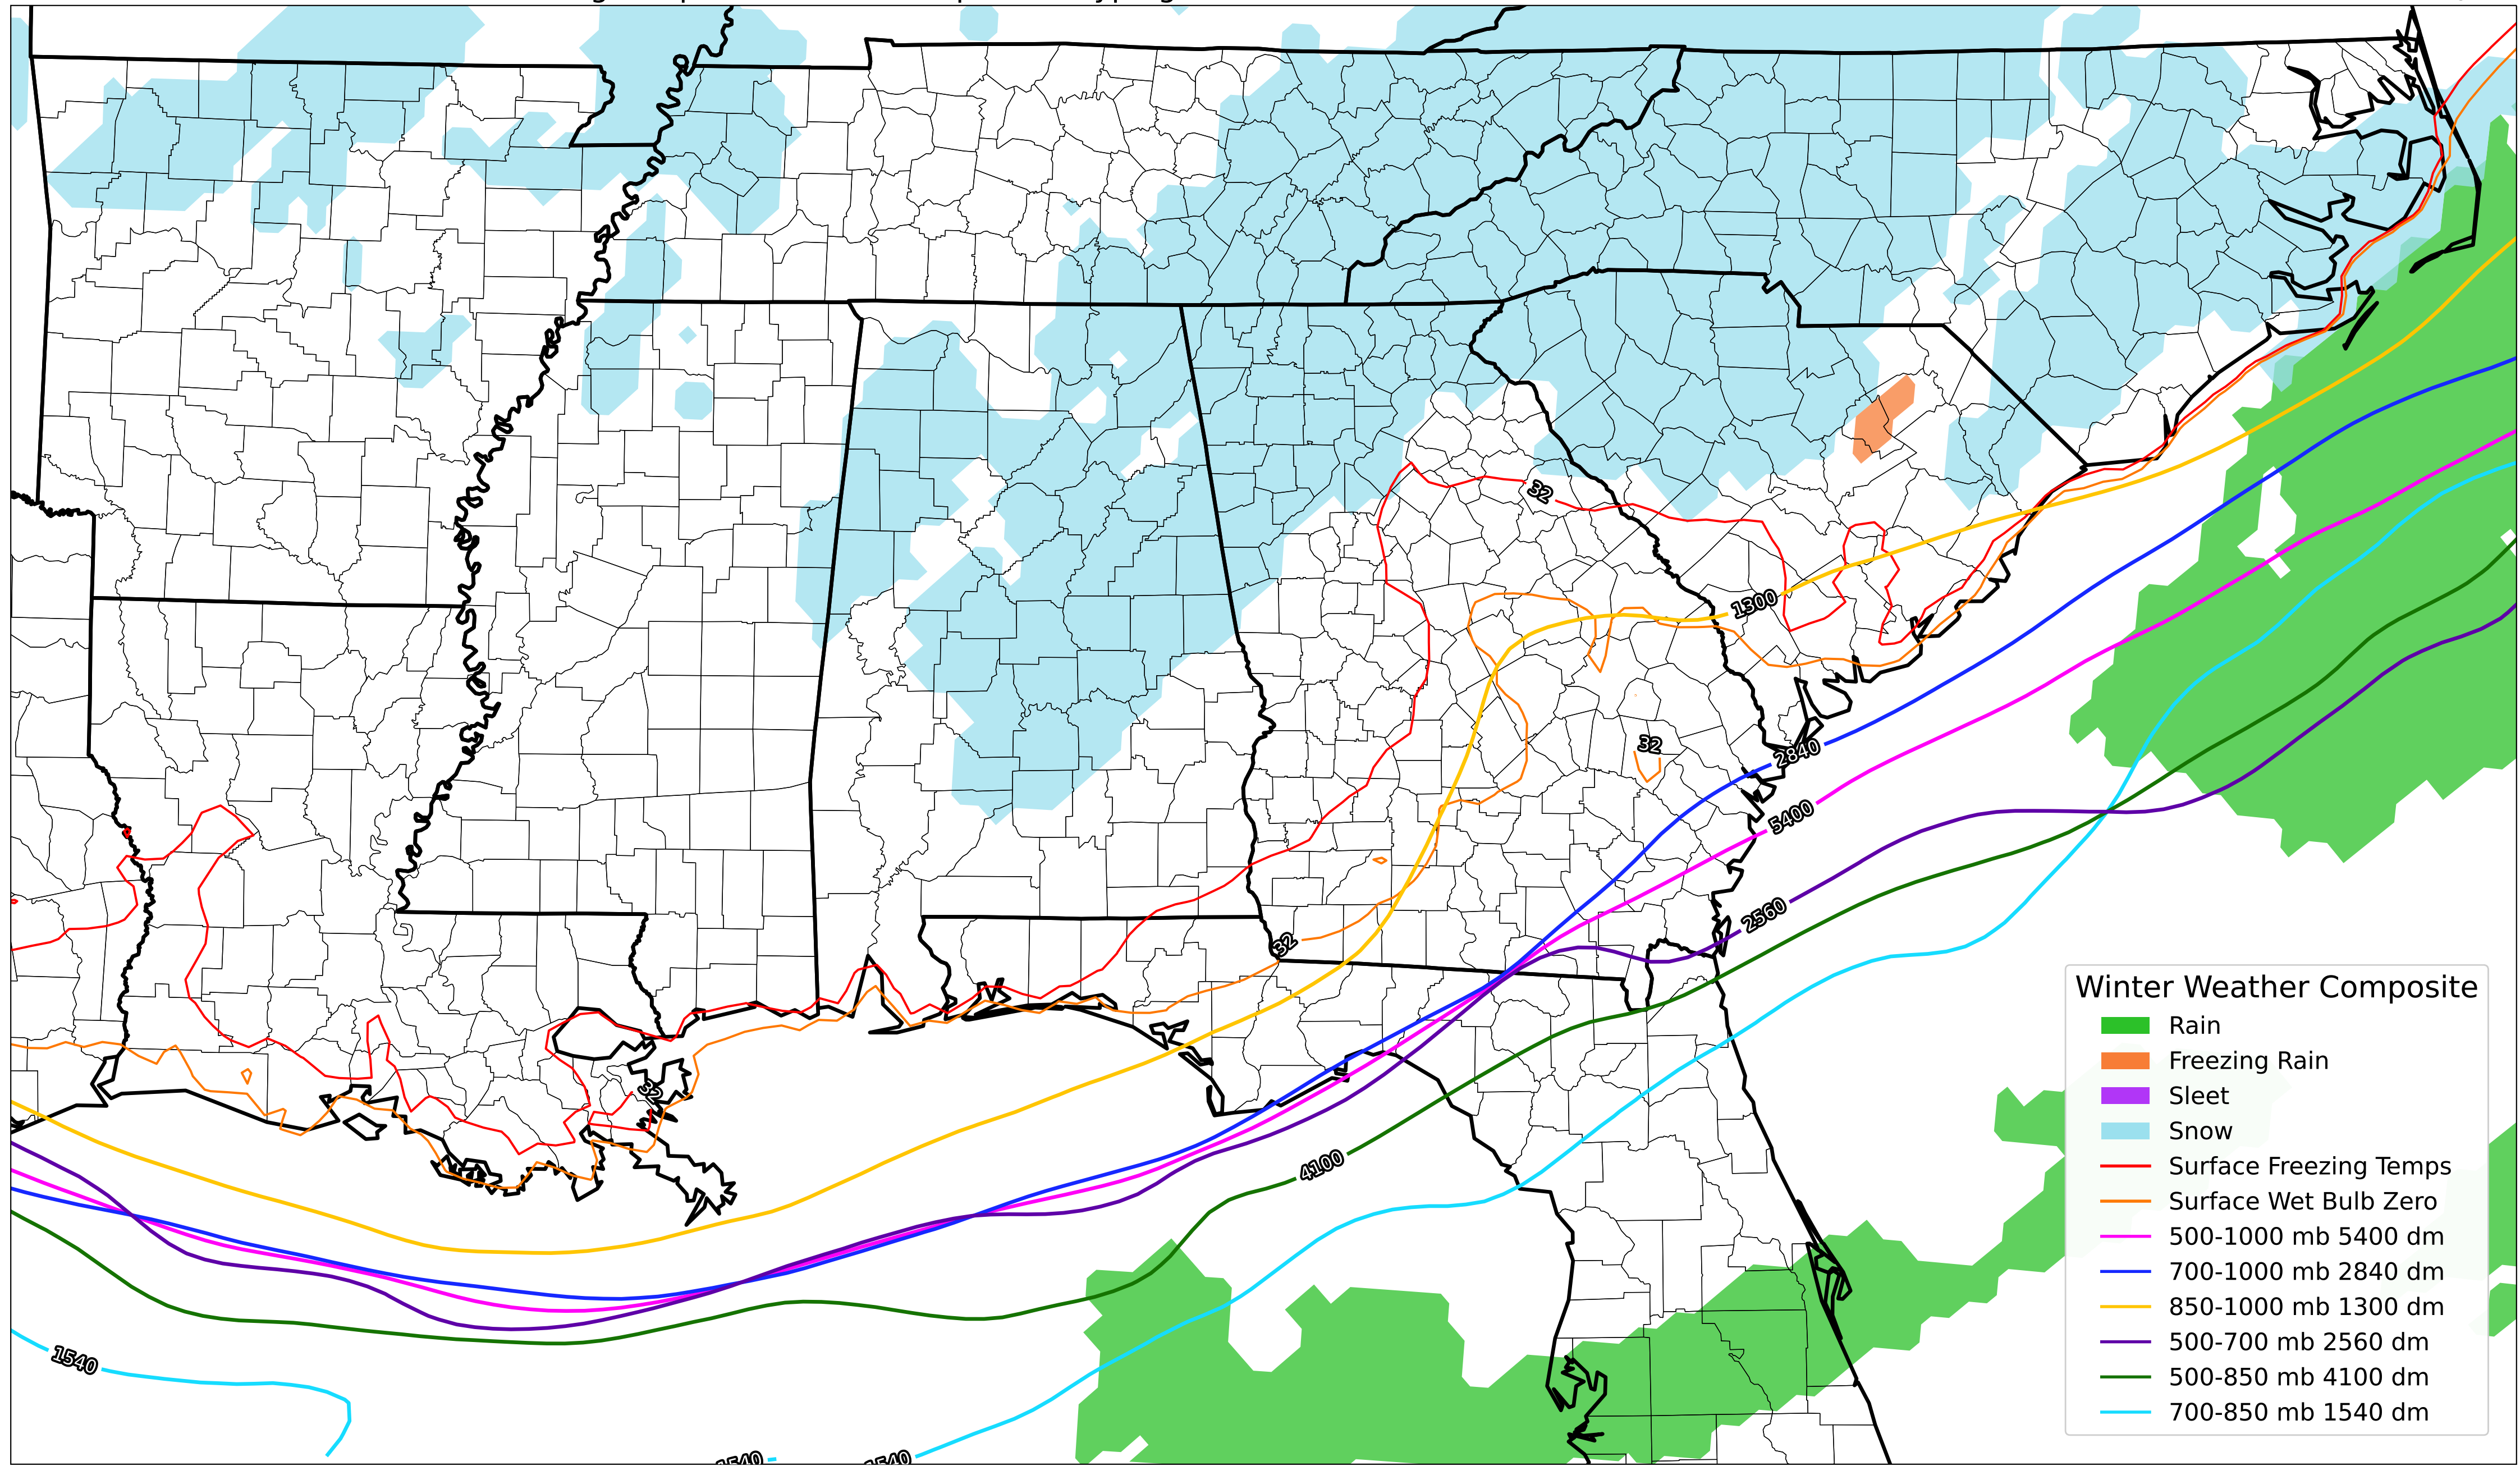 32
1300
32
2840
5400
2560
32
32
4100
1540
1540
1540
Winter Weather Composite
Rain
Freezing Rain
Sleet
Snow
Surface Freezing Temps
Surface Wet Bulb Zero
500-1000 mb 5400 dm
700-1000 mb 2840 dm
850-1000 mb 1300 dm
500-700 mb 2560 dm
500-850 mb 4100 dm
700-850 mb 1540 dm